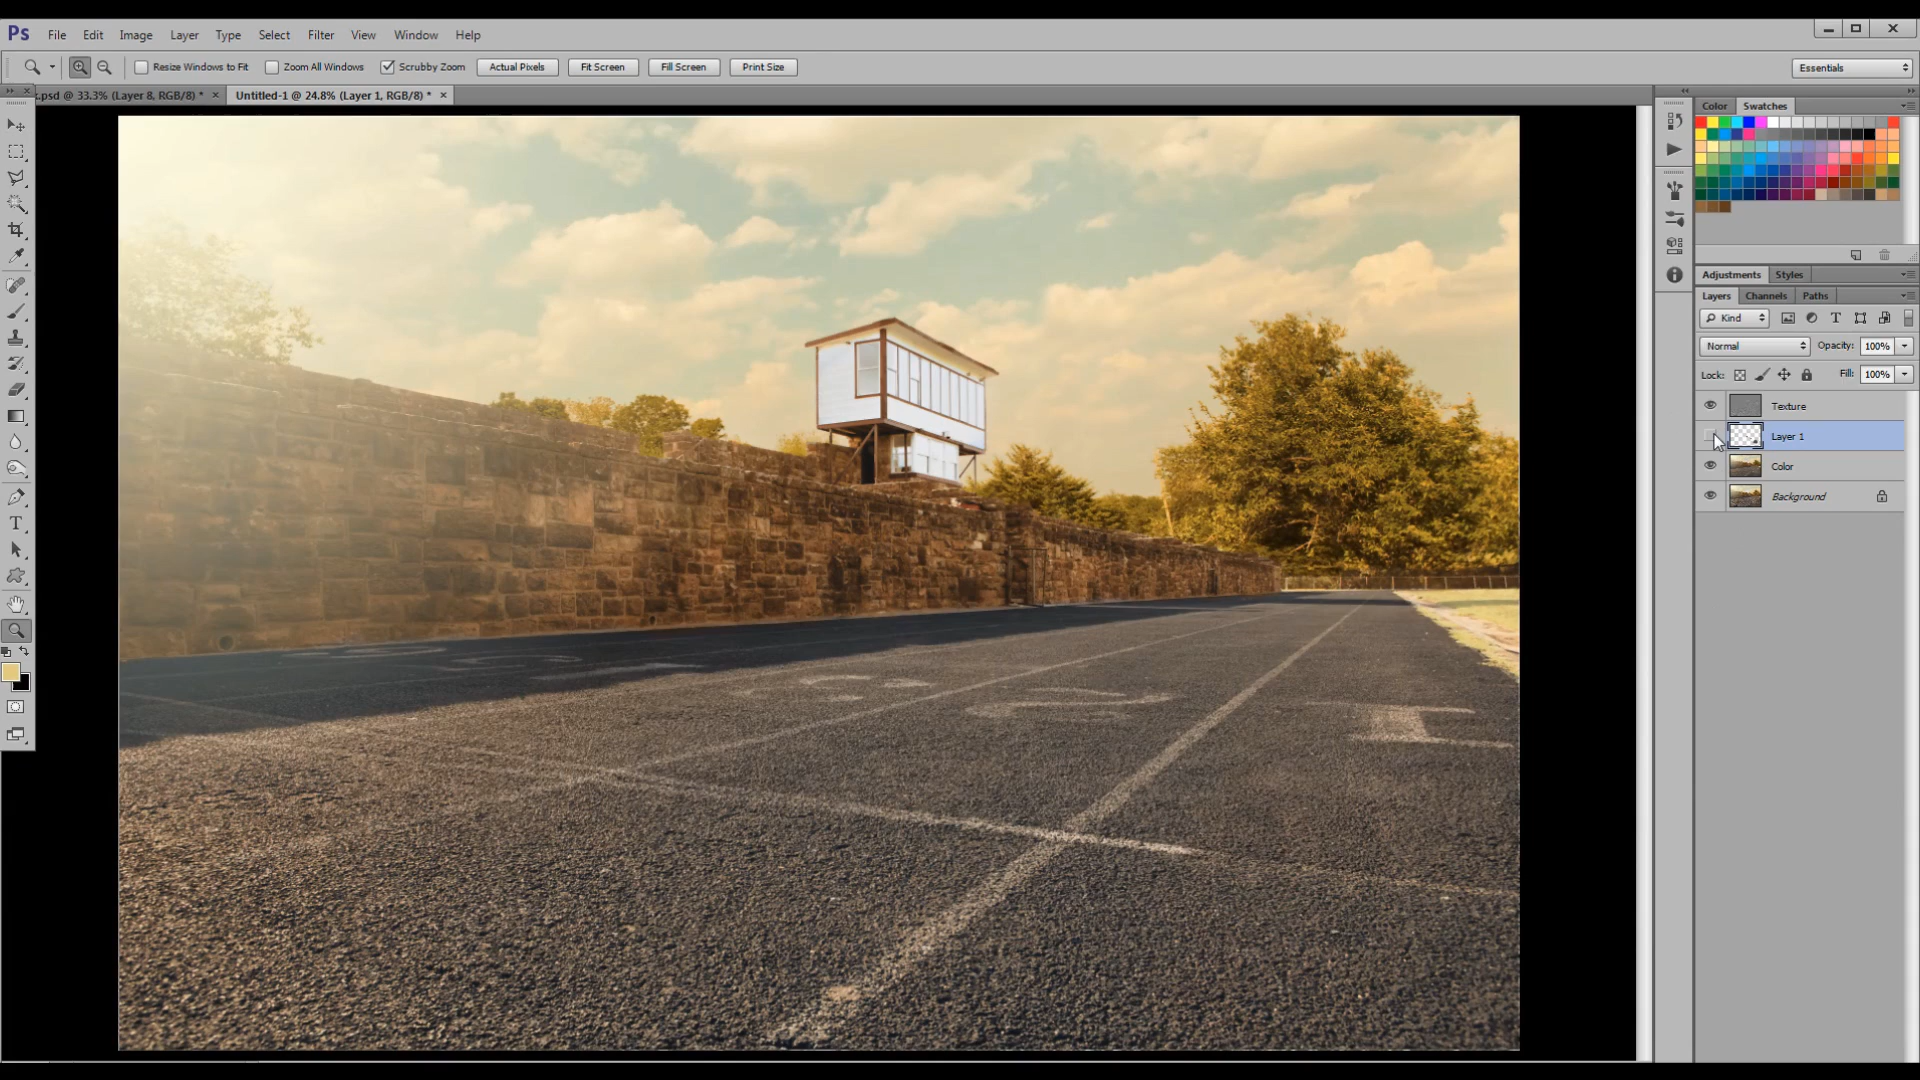 Ps File Edit Image Layer Type Select Filter View Window Help
Resize Windows to Fit Zoom All Windows Scrubby Zoom Actual Pixels Fit Screen Fill Screen Print Size Essentials
.psd @ 33.3% (Layer 8, RGB/8) * × Untitled-1 @ 24.8% (Layer 1, RGB/8) * ×
Color Swatches
Adjustments Styles
Layers Channels Paths
Kind
Normal Opacity: 100%
Lock: Fill: 100%
Texture
Layer 1
Color
Background
2 1